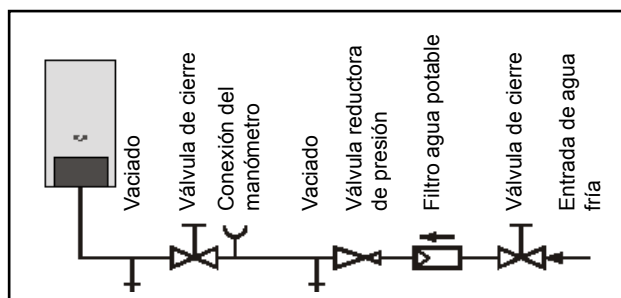 Vaciado
Válvula de cierre
Conexión del
manómetro
Vaciado
Válvula reductora
de presión
Filtro agua potable
Válvula de cierre
Entrada de agua
fría